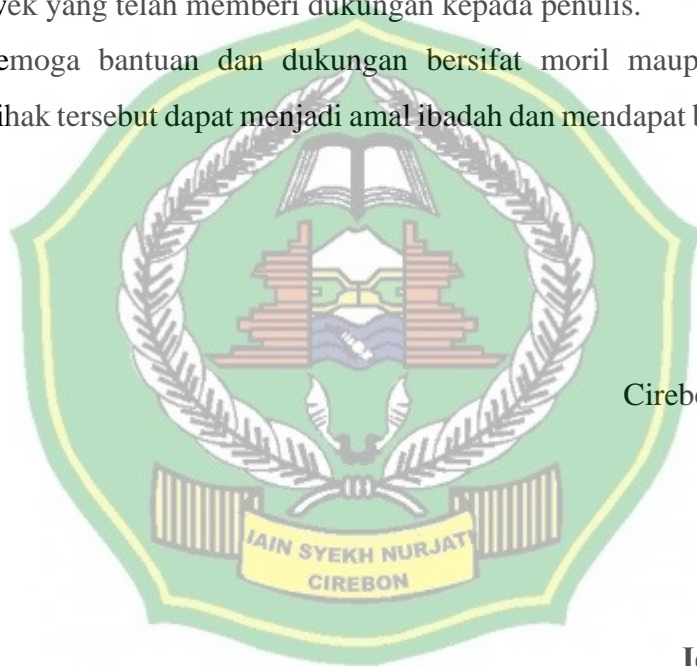 yek yang telah memberi dukungan kepada penulis.
emoga bantuan dan dukungan bersifat moril maup
ihak tersebut dapat menjadi amal ibadah dan mendapat b
Cirebo
IAIN SYEKH NURJATI
CIREBON